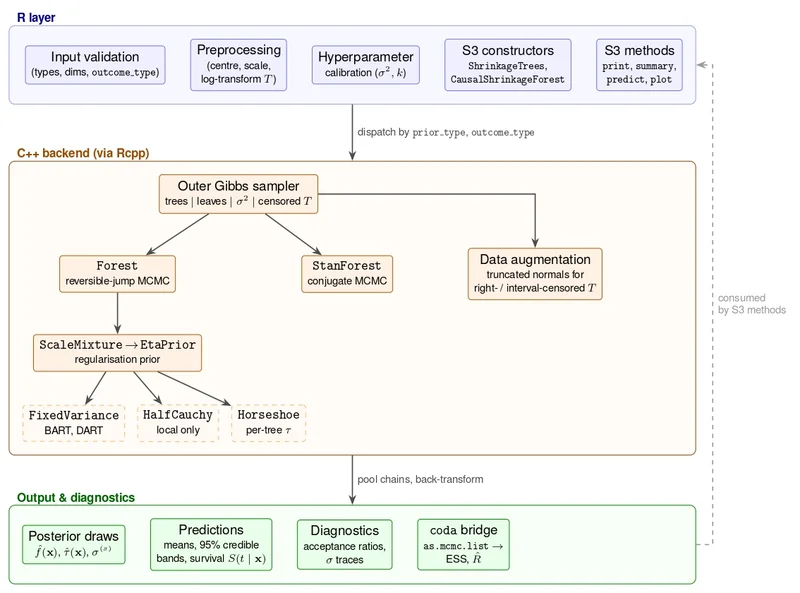 R layer
Input validation
(types, dims, outcome_type)
Preprocessing
(centre, scale,
log-transform T)
Hyperparameter
calibration (σ², k)
S3 constructors
ShrinkageTrees,
CausalShrinkageForest
S3 methods
print, summary,
predict, plot
dispatch by prior_type, outcome_type
C++ backend (via Rcpp)
Outer Gibbs sampler
trees | leaves | σ² | censored T
Forest
reversible-jump MCMC
StanForest
conjugate MCMC
Data augmentation
truncated normals for
right- / interval-censored T
consumed
by S3 methods
ScaleMixture → EtaPrior
regularisation prior
FixedVariance
BART, DART
HalfCauchy
local only
Horseshoe
per-tree τ
pool chains, back-transform
Output & diagnostics
Posterior draws
f̂(x), τ̂(x), σ⁽ˢ⁾
Predictions
means, 95% credible
bands, survival S(t | x)
Diagnostics
acceptance ratios,
σ traces
coda bridge
as.mcmc.list →
ESS, R̂